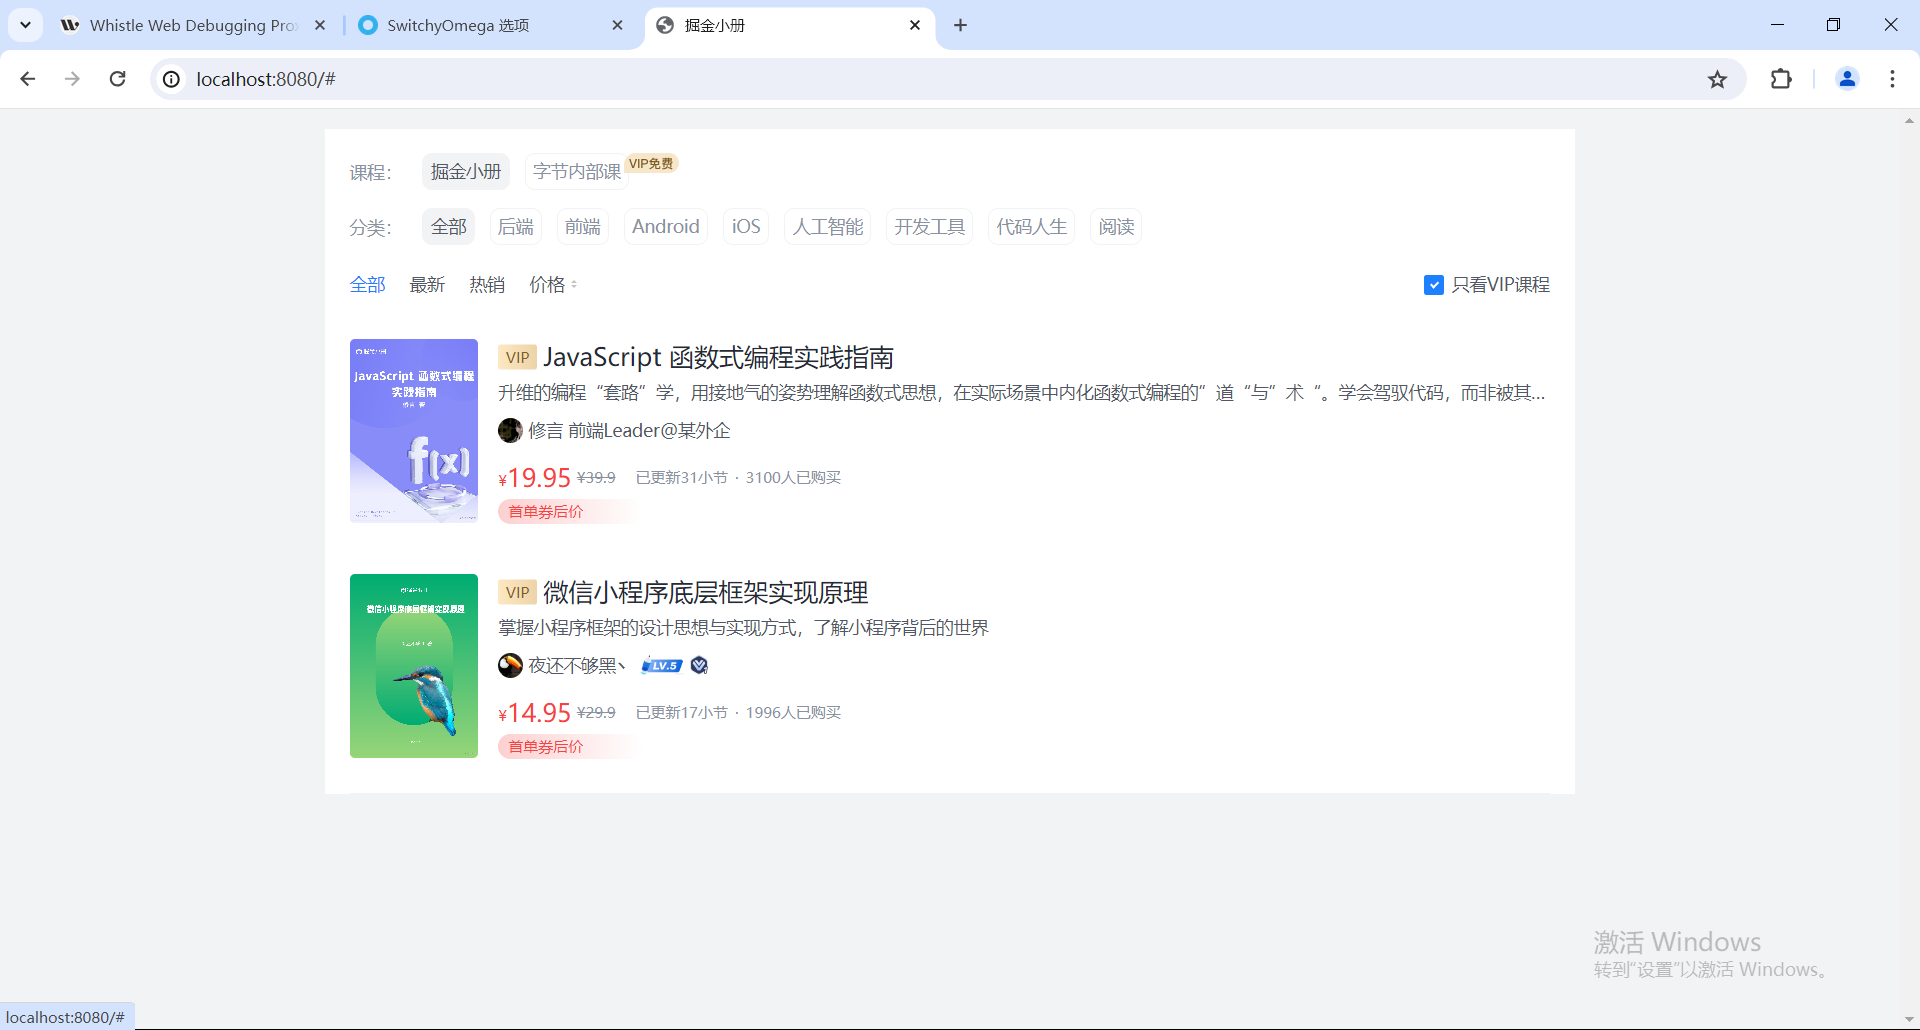 Whistle Web Debugging Pro
SwitchyOmega 选项
掘金小册
localhost:8080/#
课程：
掘金小册
字节内部课
VIP免费
分类：
全部
后端
前端
Android
iOS
人工智能
开发工具
代码人生
阅读
全部
最新
热销
价格
只看VIP课程
JavaScript 函数式编程
实践指南
修言 著
f(x)
VIP JavaScript 函数式编程实践指南
升维的编程“套路”学，用接地气的姿势理解函数式思想，在实际场景中内化函数式编程的”道“与”术“。学会驾驭代码，而非被其...
修言 前端Leader@某外企
¥19.95 ¥39.9 已更新31小节 · 3100人已购买
首单券后价
微信小程序底层框架实现原理
VIP 微信小程序底层框架实现原理
掌握小程序框架的设计思想与实现方式，了解小程序背后的世界
夜还不够黑丶 LV.5
¥14.95 ¥29.9 已更新17小节 · 1996人已购买
首单券后价
激活 Windows
转到“设置”以激活 Windows。
localhost:8080/#